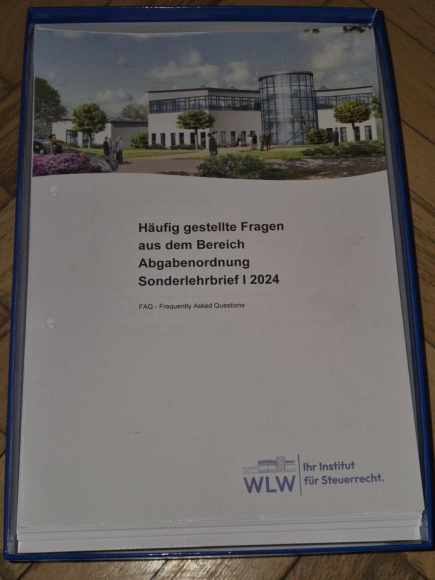 Häufig gestellte Fragen
aus dem Bereich
Abgabenordnung
Sonderlehrbrief I 2024
FAQ - Frequently Asked Questions
WLW
Ihr Institut
für Steuerrecht.